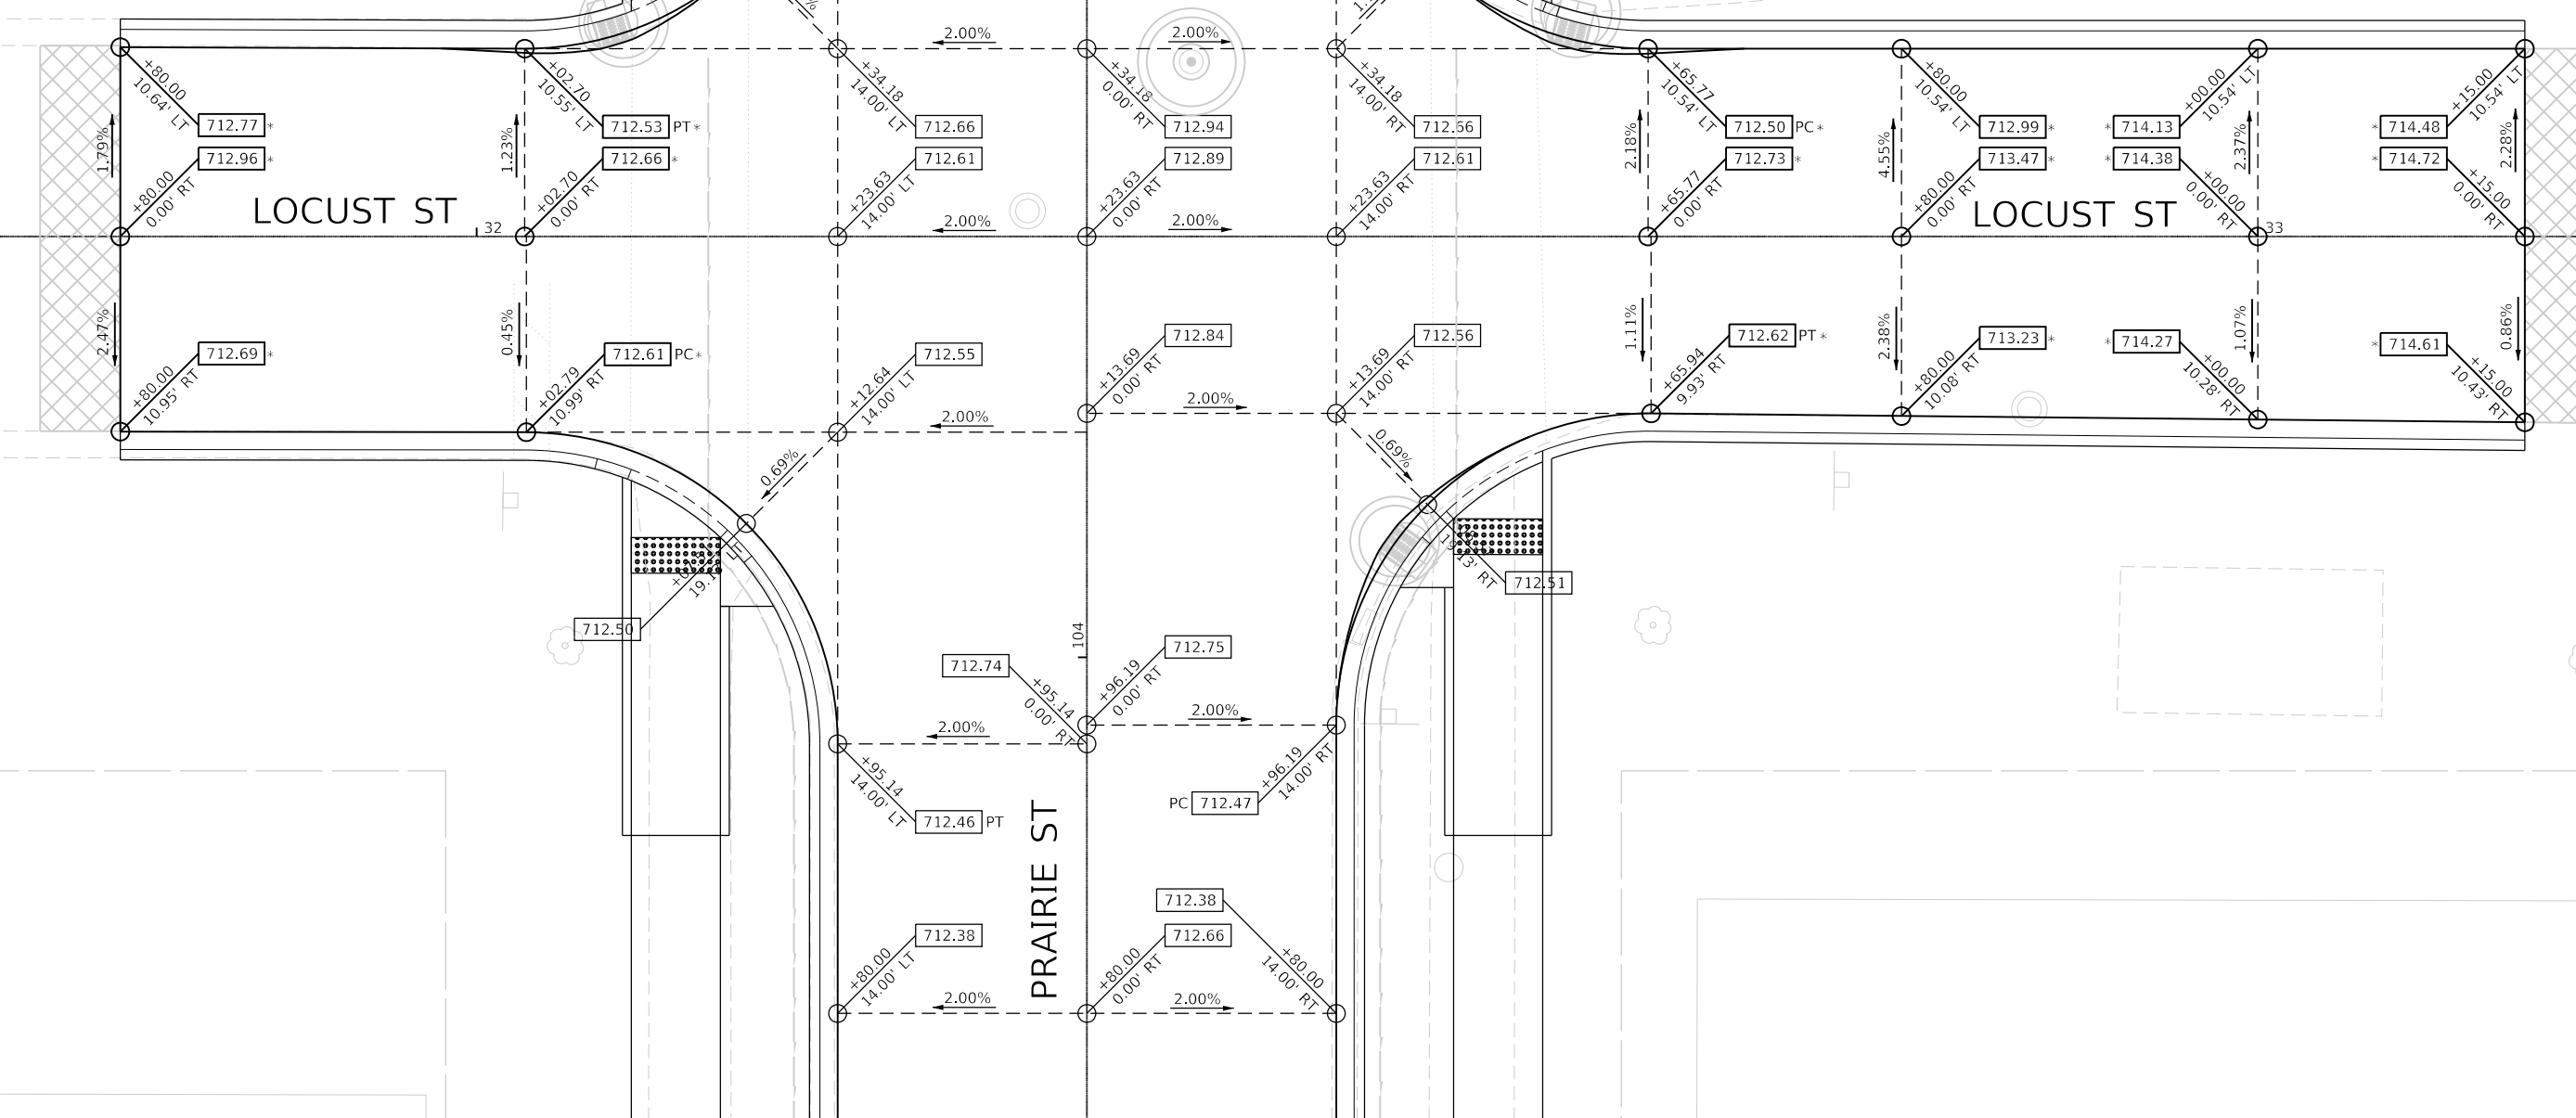 2.00%
2.00%
+80.00
10.64' LT
712.77 *
1.79%
712.96 *
+80.00
0.00' RT
LOCUST ST
32
+02.70
10.55' LT
712.53 PT *
1.23%
712.66 *
+02.70
0.00' RT
+34.18
14.00' LT
712.66
712.61
+23.63
14.00' LT
2.00%
+34.18
0.00' RT
712.94
712.89
+23.63
0.00' RT
2.00%
+34.18
14.00' RT
712.66
712.61
+23.63
14.00' RT
+65.77
10.54' LT
712.50 PC *
2.18%
712.73 *
+65.77
0.00' RT
+80.00
10.54' LT
712.99 *
4.55%
713.47 *
+80.00
0.00' RT
LOCUST ST
+00.00
10.54' LT
* 714.13
2.37%
* 714.38
+00.00
0.00' RT
33
+15.00
10.54' LT
* 714.48
2.28%
* 714.72
+15.00
0.00' RT
2.47%
712.69 *
+80.00
10.95' RT
0.45%
712.61 PC *
+02.79
10.99' RT
712.55
+12.64
14.00' LT
2.00%
712.84
+13.69
0.00' RT
2.00%
712.56
+13.69
14.00' RT
1.11%
712.62 PT *
+65.94
9.93' RT
2.38%
713.23 *
+80.00
10.08' RT
* 714.27
1.07%
+00.00
10.28' RT
* 714.61
0.86%
+15.00
10.43' RT
0.69%
0.69%
712.50
19.13' RT
712.51
104
712.74
+95.14
0.00' RT
712.75
+96.19
0.00' RT
2.00%
2.00%
+95.14
14.00' LT
712.46 PT
+96.19
14.00' RT
PC 712.47
PRAIRIE ST
712.38
+80.00
14.00' LT
2.00%
712.38
712.66
+80.00
0.00' RT
2.00%
+80.00
14.00' RT